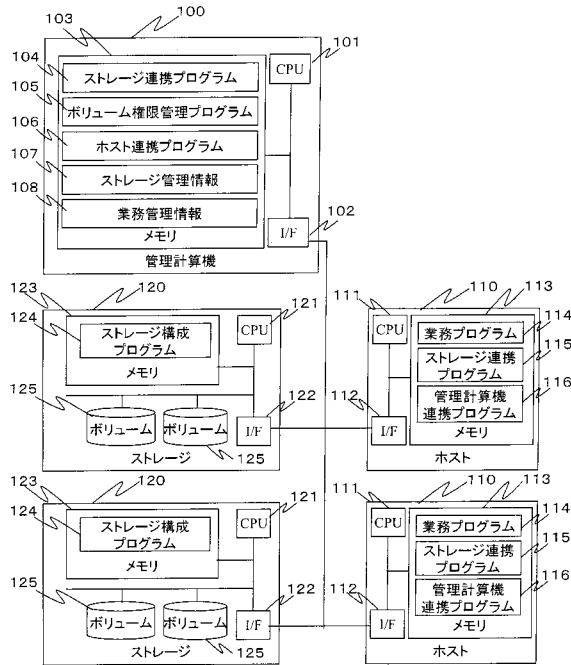 100
103
104
ストレージ連携プログラム
CPU
101
105
ボリューム権限管理プログラム
106
ホスト連携プログラム
107
ストレージ管理情報
108
業務管理情報
メモリ
I/F
102
管理計算機
123
120
124
ストレージ構成
プログラム
メモリ
CPU
121
125
ボリューム
ボリューム
125
I/F
122
ストレージ
111
110
113
CPU
業務プログラム
114
ストレージ連携
プログラム
115
管理計算機
連携プログラム
116
メモリ
112
I/F
ホスト
123
120
124
ストレージ構成
プログラム
メモリ
CPU
121
125
ボリューム
ボリューム
125
I/F
122
ストレージ
111
110
113
CPU
業務プログラム
114
ストレージ連携
プログラム
115
管理計算機
連携プログラム
116
メモリ
112
I/F
ホスト